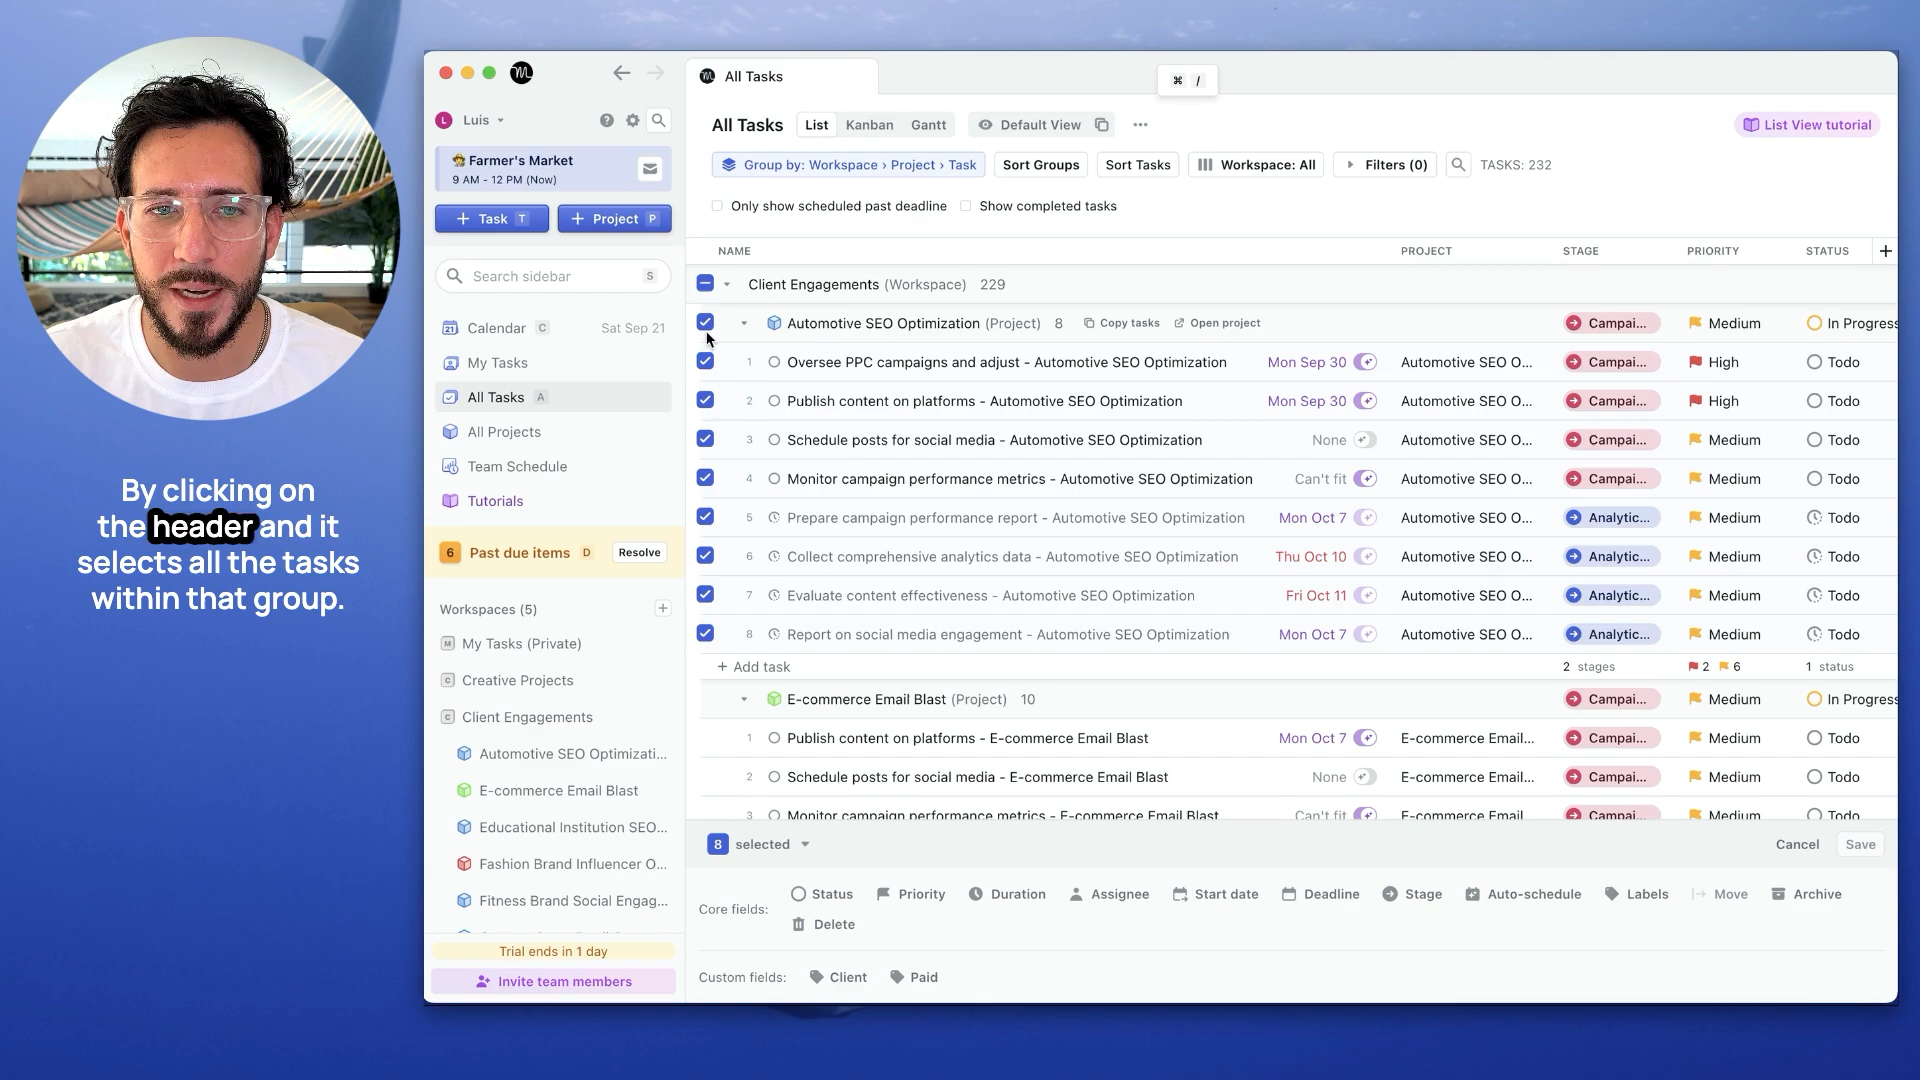 All Tasks
⌘ /
L Luis
All Tasks List Kanban Gantt Default View
List View tutorial
Farmer's Market
9 AM - 12 PM (Now)
Group by: Workspace › Project › Task Sort Groups Sort Tasks Workspace: All Filters (0) TASKS: 232
+ Task T + Project P
Only show scheduled past deadline Show completed tasks
Search sidebar S
Calendar C Sat Sep 21
My Tasks
All Tasks A
All Projects
Team Schedule
Tutorials
6 Past due items D Resolve
Workspaces (5)
M My Tasks (Private)
C Creative Projects
C Client Engagements
Automotive SEO Optimizati...
E-commerce Email Blast
Educational Institution SEO...
Fashion Brand Influencer O...
Fitness Brand Social Engag...
Trial ends in 1 day
Invite team members
NAME PROJECT STAGE PRIORITY STATUS +
Client Engagements (Workspace) 229
Automotive SEO Optimization (Project) 8 Copy tasks Open project Campai... Medium In Progress
1 Oversee PPC campaigns and adjust - Automotive SEO Optimization Mon Sep 30 Automotive SEO O... Campai... High Todo
2 Publish content on platforms - Automotive SEO Optimization Mon Sep 30 Automotive SEO O... Campai... High Todo
3 Schedule posts for social media - Automotive SEO Optimization None Automotive SEO O... Campai... Medium Todo
4 Monitor campaign performance metrics - Automotive SEO Optimization Can't fit Automotive SEO O... Campai... Medium Todo
5 Prepare campaign performance report - Automotive SEO Optimization Mon Oct 7 Automotive SEO O... Analytic... Medium Todo
6 Collect comprehensive analytics data - Automotive SEO Optimization Thu Oct 10 Automotive SEO O... Analytic... Medium Todo
7 Evaluate content effectiveness - Automotive SEO Optimization Fri Oct 11 Automotive SEO O... Analytic... Medium Todo
8 Report on social media engagement - Automotive SEO Optimization Mon Oct 7 Automotive SEO O... Analytic... Medium Todo
+ Add task 2 stages 2 6 1 status
E-commerce Email Blast (Project) 10 Campai... Medium In Progress
1 Publish content on platforms - E-commerce Email Blast Mon Oct 7 E-commerce Email... Campai... Medium Todo
2 Schedule posts for social media - E-commerce Email Blast None E-commerce Email... Campai... Medium Todo
3 Monitor campaign performance metrics - E-commerce Email Blast Can't fit E-commerce Email Campai... Medium Todo
8 selected Cancel Save
Core fields: Status Priority Duration Assignee Start date Deadline Stage Auto-schedule Labels Move Archive
Delete
Custom fields: Client Paid
By clicking on
the header and it
selects all the tasks
within that group.